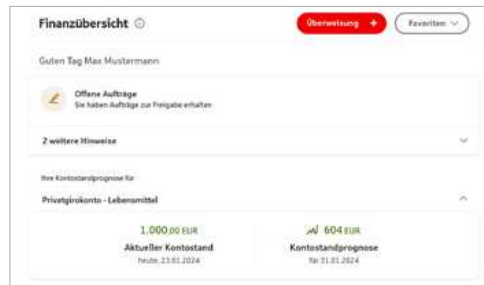 Finanzübersicht
Überweisung +
Favoriten
Guten Tag Max Mustermann
Offene Aufträge
Sie haben Aufträge zur Freigabe erhalten
2 weitere Hinweise
Ihre Kontostandprognose für
Privatgirokonto - Lebensmittel
1.000,00 EUR
Aktueller Kontostand
heute, 23.01.2024
604 EUR
Kontostandprognose
für 31.01.2024